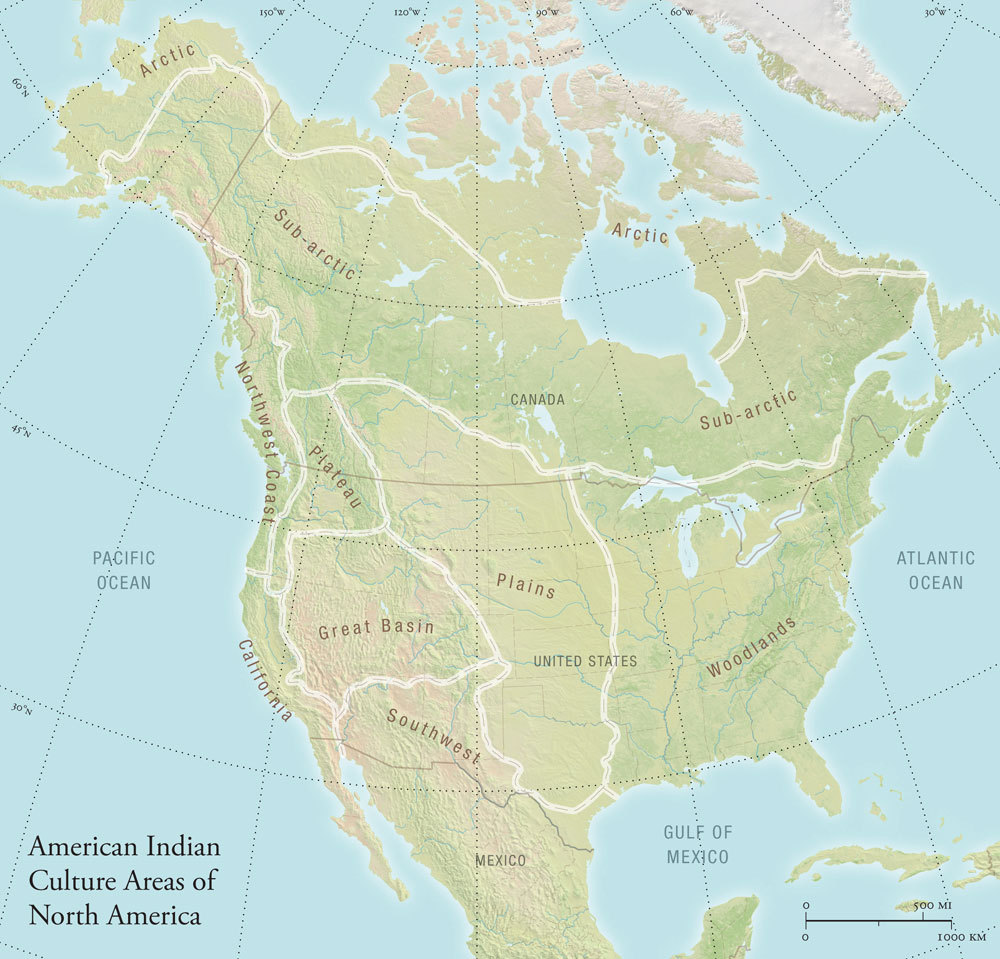 150°W
120°W
90°W
60°W
30°W
60°N
45°N
30°N
Arctic
Arctic
Sub-arctic
Sub-arctic
Northwest Coast
Plateau
CANADA
PACIFIC
OCEAN
ATLANTIC
OCEAN
Plains
Great Basin
California
UNITED STATES
Woodlands
Southwest
GULF OF
MEXICO
MEXICO
American Indian
Culture Areas of
North America
0 500 MI
0 1000 KM